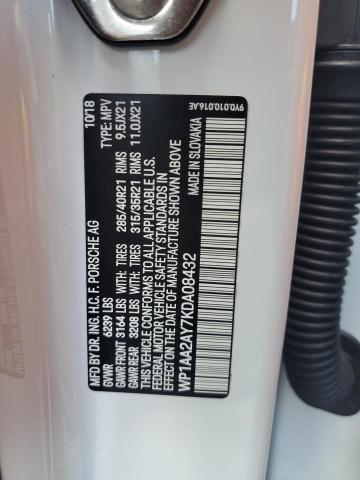 MFD BY DR. ING. H.C. F. PORSCHE AG 10/18
GVWR 6239 LBS TYPE: MPV
GAWR FRONT 3164 LBS WITH: TIRES 285/40R21 RIMS 9.5JX21
GAWR REAR 3208 LBS WITH: TIRES 315/35R21 RIMS 11.0JX21
THIS VEHICLE CONFORMS TO ALL APPLICABLE U.S.
FEDERAL MOTOR VEHICLE SAFETY STANDARDS IN
EFFECT ON THE DATE OF MANUFACTURE SHOWN ABOVE
WP1AA2AY7KDA08432 MADE IN SLOVAKIA
9Y0.010.016.AE